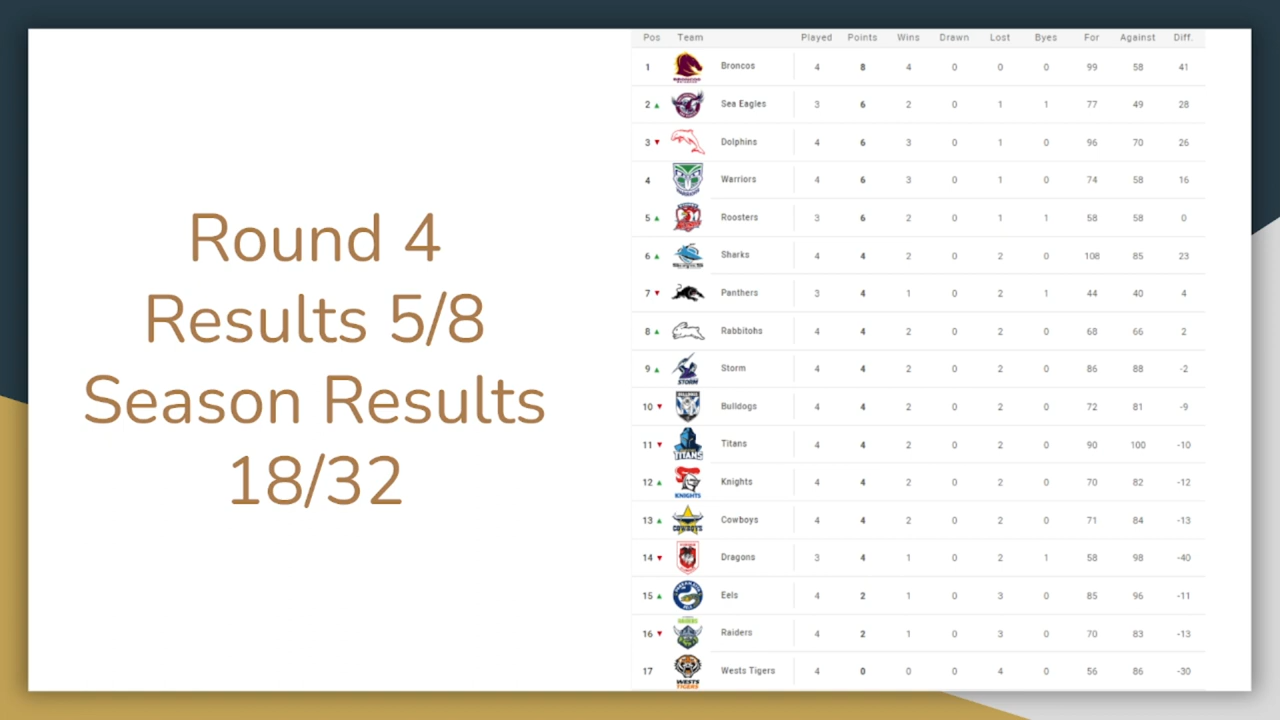 Round 4
Results 5/8
Season Results
18/32
Pos Team Played Points Wins Drawn Lost Byes For Against Diff.
1 Broncos 4 8 4 0 0 0 99 58 41
2 Sea Eagles 3 6 2 0 1 1 77 49 28
3 Dolphins 4 6 3 0 1 0 96 70 26
4 Warriors 4 6 3 0 1 0 74 58 16
5 Roosters 3 6 2 0 1 1 58 58 0
6 Sharks 4 4 2 0 2 0 108 85 23
7 Panthers 3 4 1 0 2 1 44 40 4
8 Rabbitohs 4 4 2 0 2 0 68 66 2
STORM
9 Storm 4 4 2 0 2 0 86 88 -2
10 Bulldogs 4 4 2 0 2 0 72 81 -9
TITANS
11 Titans 4 4 2 0 2 0 90 100 -10
KNIGHTS
12 Knights 4 4 2 0 2 0 70 82 -12
COWBOYS
13 Cowboys 4 4 2 0 2 0 71 84 -13
14 Dragons 3 4 1 0 2 1 58 98 -40
15 Eels 4 2 1 0 3 0 85 96 -11
RAIDERS
16 Raiders 4 2 1 0 3 0 70 83 -13
17 Wests Tigers 4 0 0 0 4 0 56 86 -30
WESTS
TIGERS